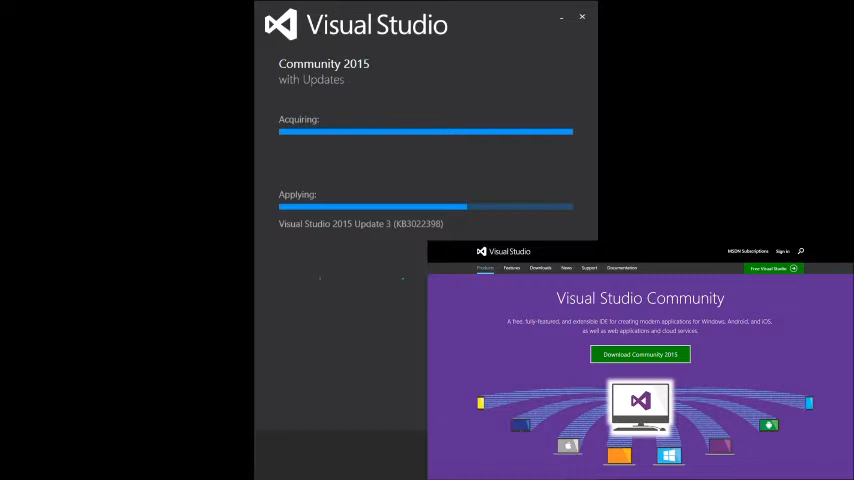 Visual Studio
Community 2015
with Updates
Acquiring:
Applying:
Visual Studio 2015 Update 3 (KB3022398)
Visual Studio
MSDN Subscriptions Sign in
Products Features Downloads News Support Documentation
Free Visual Studio
Visual Studio Community
A free, fully-featured, and extensible IDE for creating modern applications for Windows, Android, and iOS,
as well as web applications and cloud services.
Download Community 2015